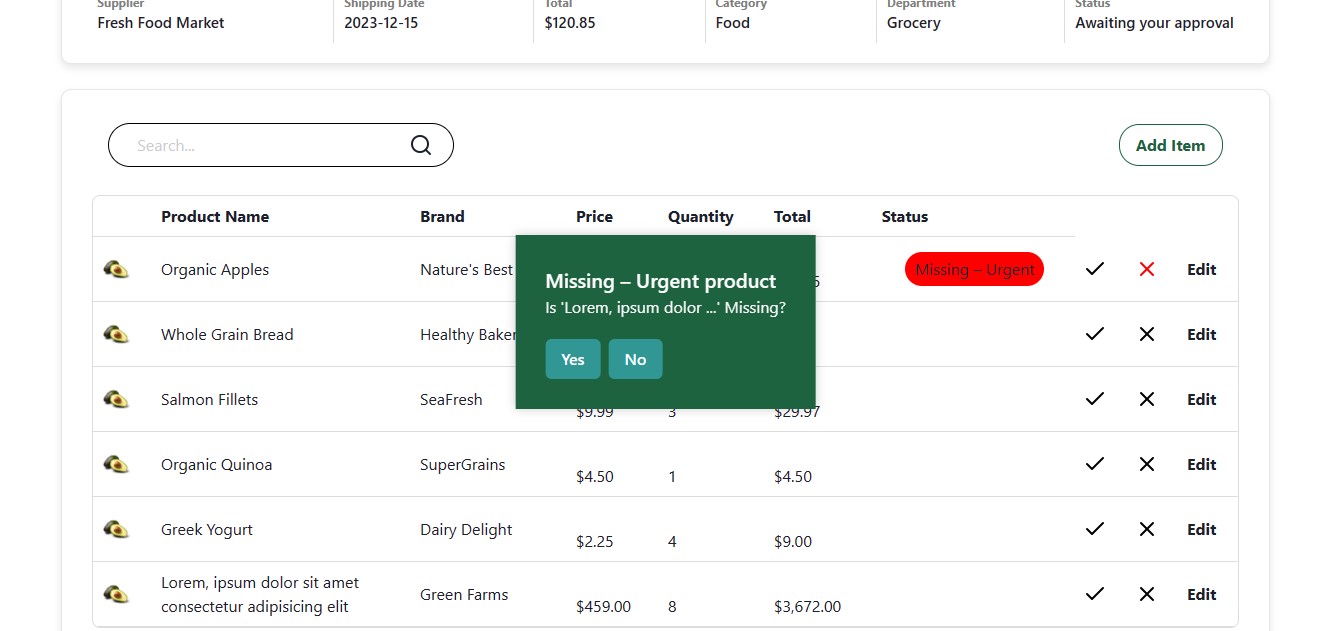 Supplier Shipping Date Total Category Department Status
Fresh Food Market 2023-12-15 $120.85 Food Grocery Awaiting your approval
Search...
Add Item
Product Name Brand Price Quantity Total Status
Organic Apples Nature's Best Missing – Urgent Edit
Missing – Urgent product
Is 'Lorem, ipsum dolor ...' Missing?
Yes No
Whole Grain Bread Healthy Edit
Salmon Fillets SeaFresh $9.99 3 $29.97 Edit
Organic Quinoa SuperGrains $4.50 1 $4.50 Edit
Greek Yogurt Dairy Delight $2.25 4 $9.00 Edit
Lorem, ipsum dolor sit amet
consectetur adipisicing elit Green Farms $459.00 8 $3,672.00 Edit